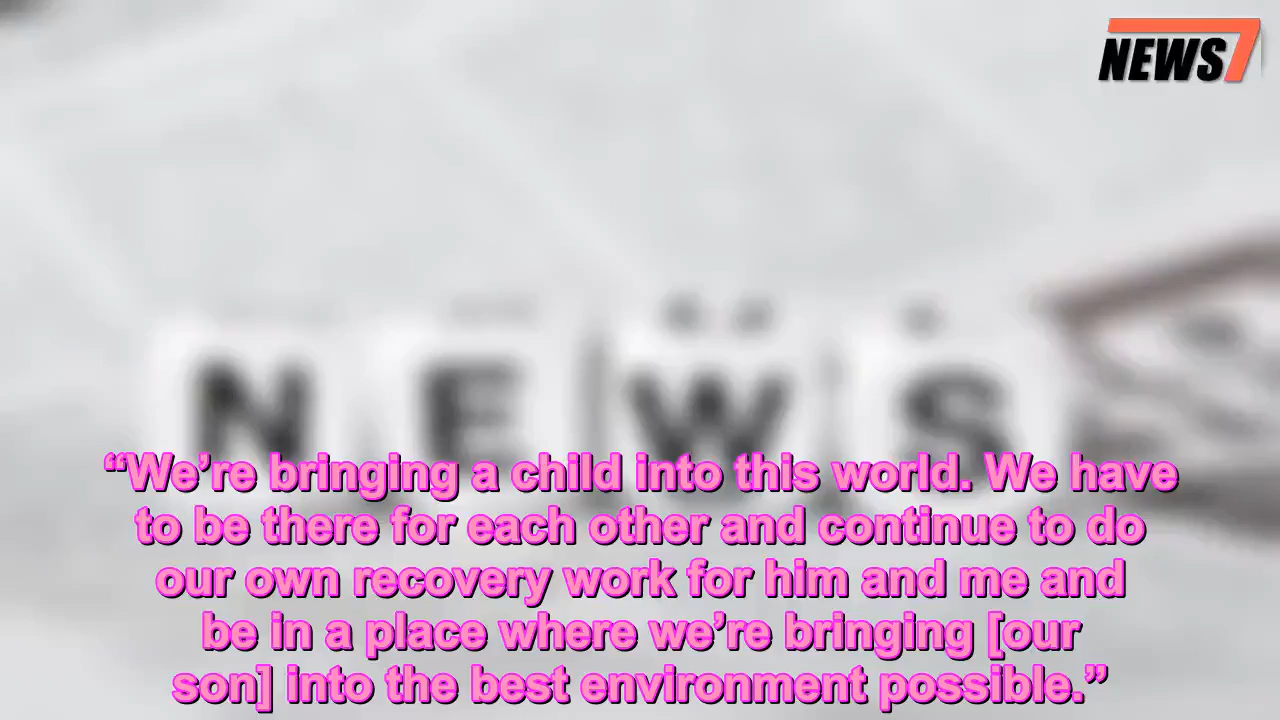 NEWS7
NEWS
“We’re bringing a child into this world. We have
to be there for each other and continue to do
our own recovery work for him and me and
be in a place where we’re bringing [our
son] into the best environment possible.”